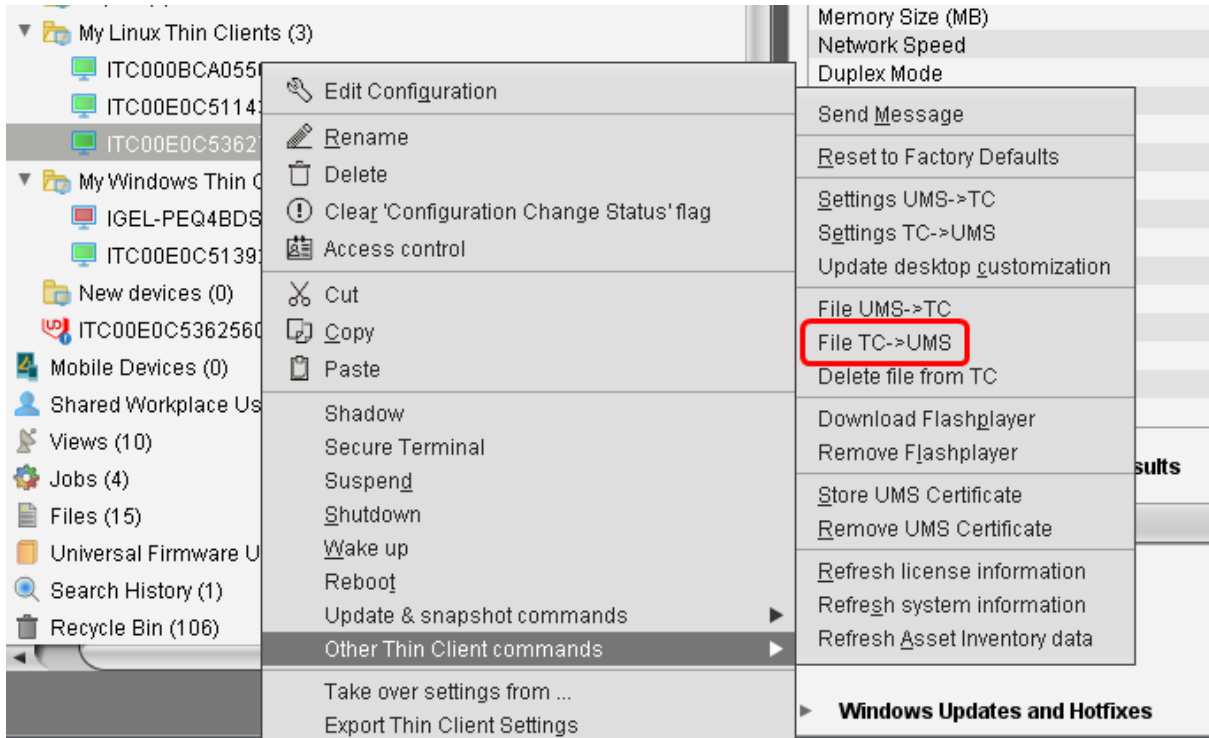 My Linux Thin Clients (3)
ITC000BCA055
ITC00E0C5114
ITC00E0C5362
My Windows Thin C
IGEL-PEQ4BDS
ITC00E0C5139
New devices (0)
ITC00E0C5362560
Mobile Devices (0)
Shared Workplace Us
Views (10)
Jobs (4)
Files (15)
Universal Firmware U
Search History (1)
Recycle Bin (106)
Edit Configuration
Rename
Delete
Clear 'Configuration Change Status' flag
Access control
Cut
Copy
Paste
Shadow
Secure Terminal
Suspend
Shutdown
Wake up
Reboot
Update & snapshot commands
Other Thin Client commands
Take over settings from ...
Export Thin Client Settings
Memory Size (MB)
Network Speed
Duplex Mode
Send Message
Reset to Factory Defaults
Settings UMS->TC
Settings TC->UMS
Update desktop customization
File UMS->TC
File TC->UMS
Delete file from TC
Download Flashplayer
Remove Flashplayer
Store UMS Certificate
Remove UMS Certificate
Refresh license information
Refresh system information
Refresh Asset Inventory data
sults
Windows Updates and Hotfixes